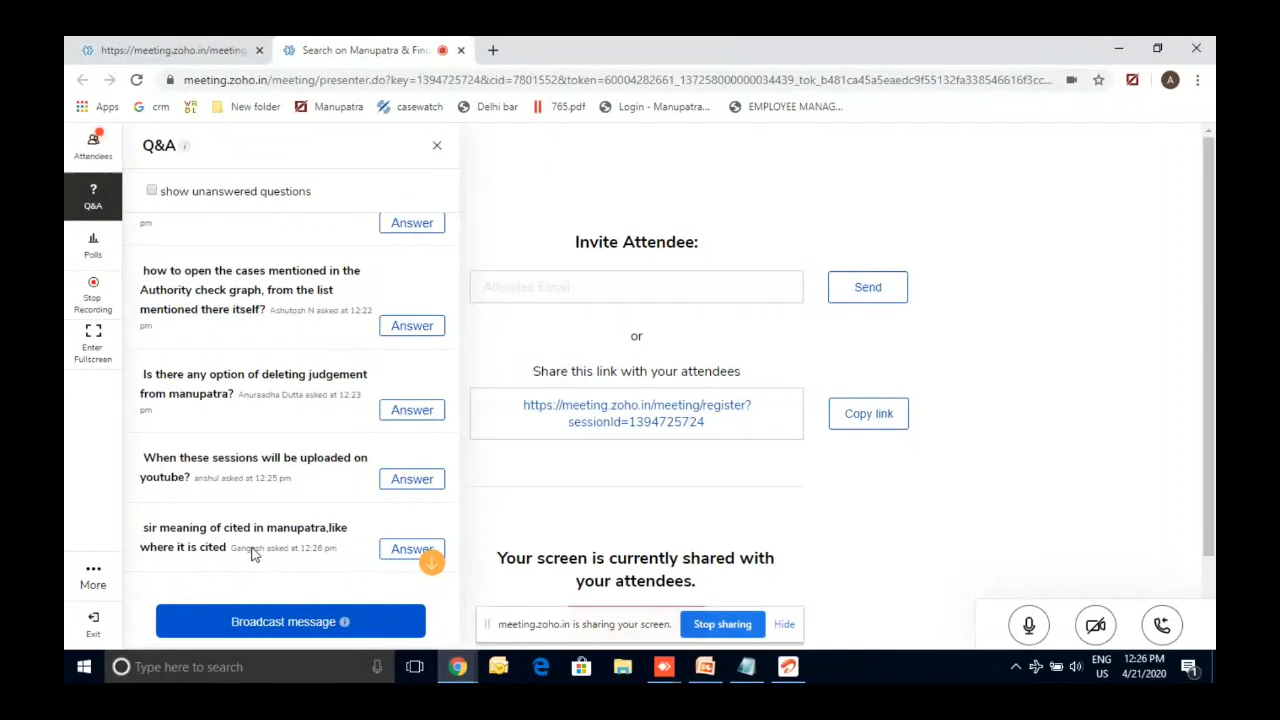 https://meeting.zoho.in/meeting
Search on Manupatra & Fin
meeting.zoho.in/meeting/presenter.do?key=1394725724&cid=7801552&token=60004282661_137258000000034439_tok_b481ca45a5eaedc9f55132fa338546616f3cc...
A
Apps
crm
New folder
Manupatra
casewatch
Delhi bar
765.pdf
Login - Manupatra...
EMPLOYEE MANAG...
Attendees
?
Q&A
Polls
Stop
Recording
Enter
Fullscreen
More
Exit
Q&A i
show unanswered questions
pm
Answer
how to open the cases mentioned in the
Authority check graph, from the list
mentioned there itself? Ashutosh N asked at 12:22
pm
Answer
Is there any option of deleting judgement
from manupatra? Anuraadha Dutta asked at 12:23
pm
Answer
When these sessions will be uploaded on
youtube? anshul asked at 12:25 pm
Answer
sir meaning of cited in manupatra,like
where it is cited asked at 12:26 pm
Answer
Broadcast message
Invite Attendee:
Attendee Email
Send
or
Share this link with your attendees
https://meeting.zoho.in/meeting/register?
sessionId=1394725724
Copy link
Your screen is currently shared with
your attendees.
meeting.zoho.in is sharing your screen.
Stop sharing
Hide
Type here to search
ENG
US
12:26 PM
4/21/2020
1